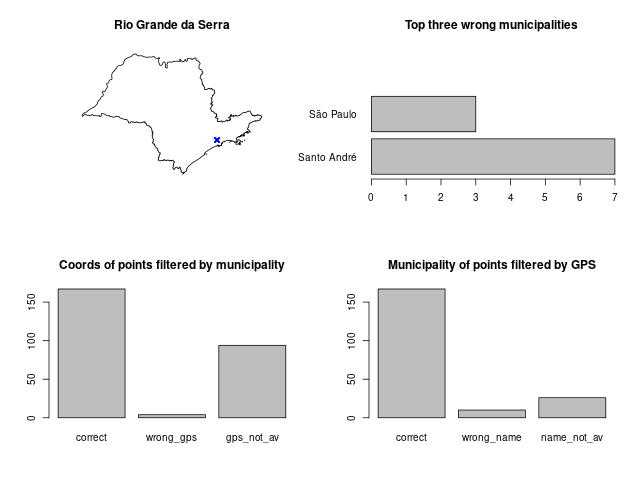 Rio Grande da Serra
Top three wrong municipalities
São Paulo
Santo André
0 1 2 3 4 5 6 7
Coords of points filtered by municipality
0 50 100 150
correct wrong_gps gps_not_av
Municipality of points filtered by GPS
0 50 100 150
correct wrong_name name_not_av